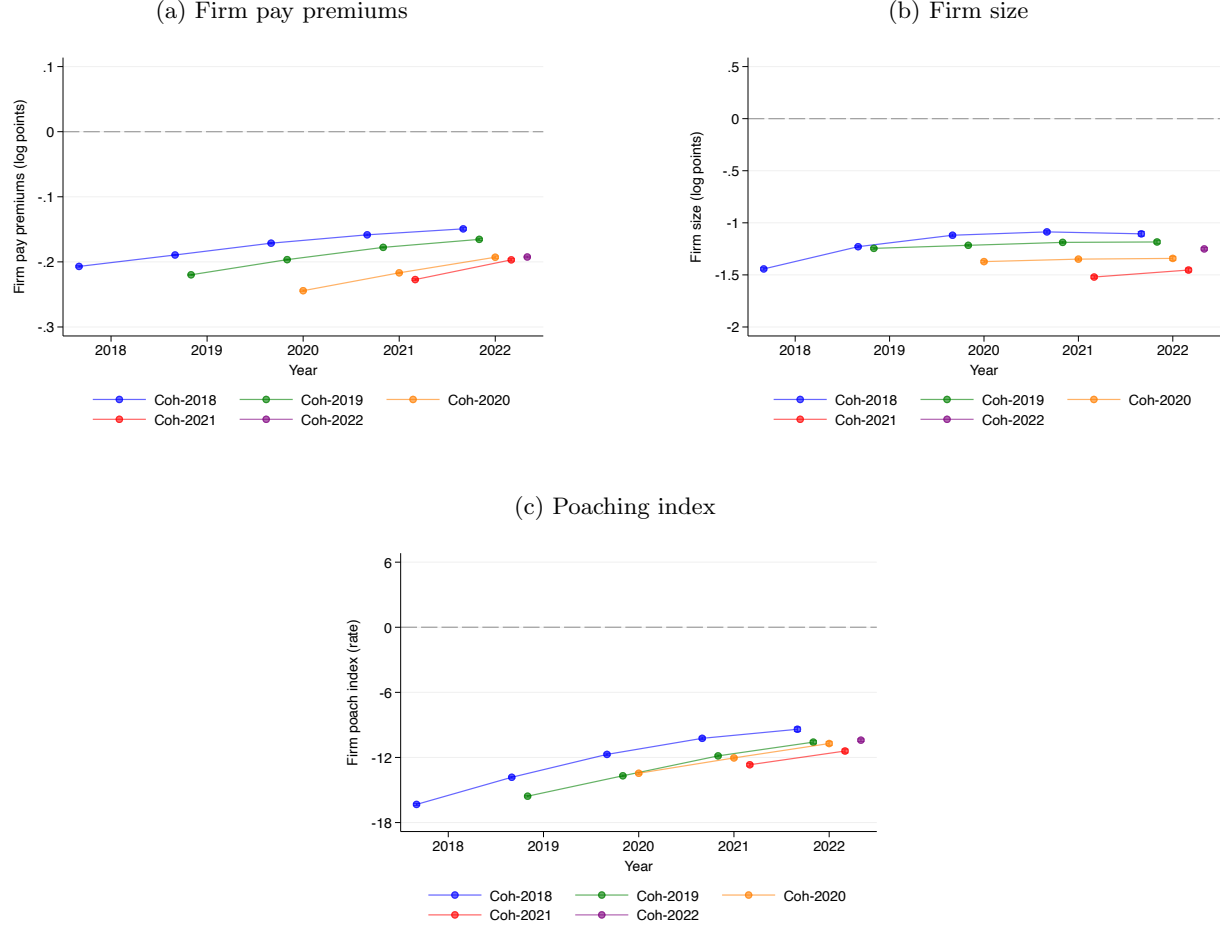 (a) Firm pay premiums
Firm pay premiums (log points)
.1
0
-.1
-.2
-.3
2018 2019 2020 2021 2022
Year
Coh-2018 Coh-2019 Coh-2020
Coh-2021 Coh-2022
(b) Firm size
Firm size (log points)
.5
0
-.5
-1
-1.5
-2
2018 2019 2020 2021 2022
Year
Coh-2018 Coh-2019 Coh-2020
Coh-2021 Coh-2022
(c) Poaching index
Firm poach index (rate)
6
0
-6
-12
-18
2018 2019 2020 2021 2022
Year
Coh-2018 Coh-2019 Coh-2020
Coh-2021 Coh-2022